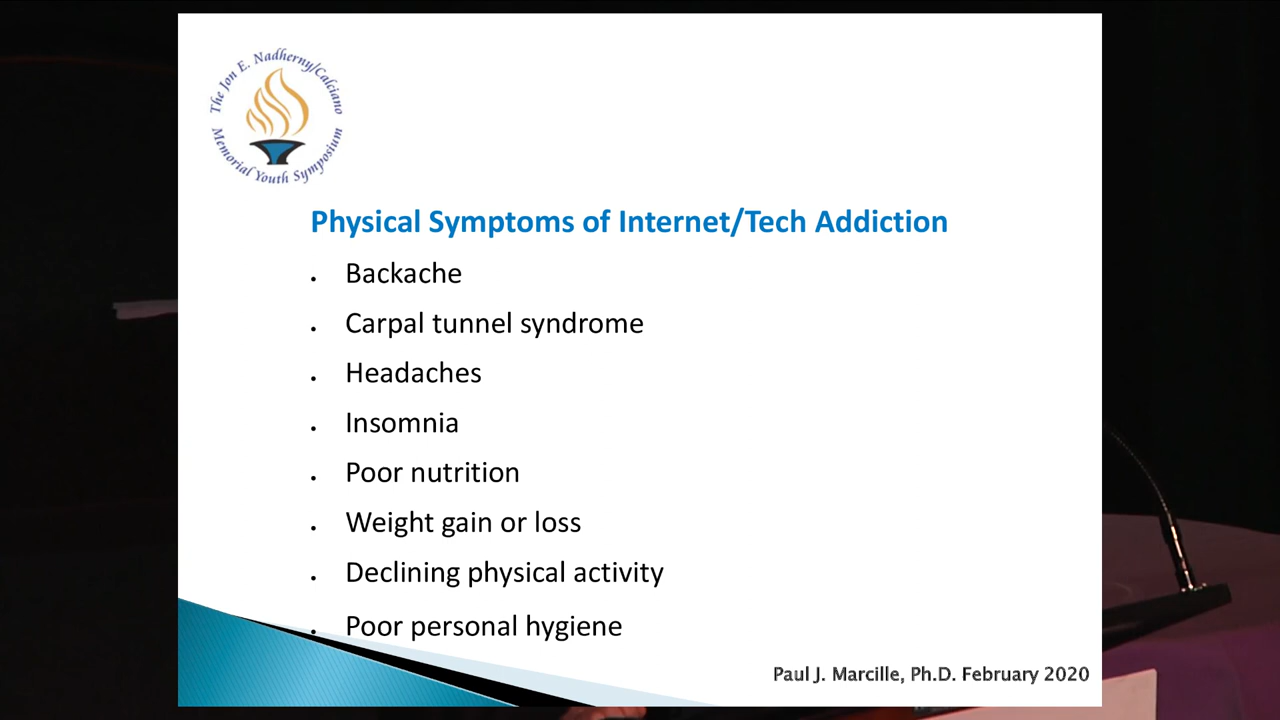 The Jon E. Nadherny/Calciano
Memorial Youth Symposium
Physical Symptoms of Internet/Tech Addiction
• Backache
• Carpal tunnel syndrome
• Headaches
• Insomnia
• Poor nutrition
• Weight gain or loss
• Declining physical activity
• Poor personal hygiene
Paul J. Marcille, Ph.D. February 2020